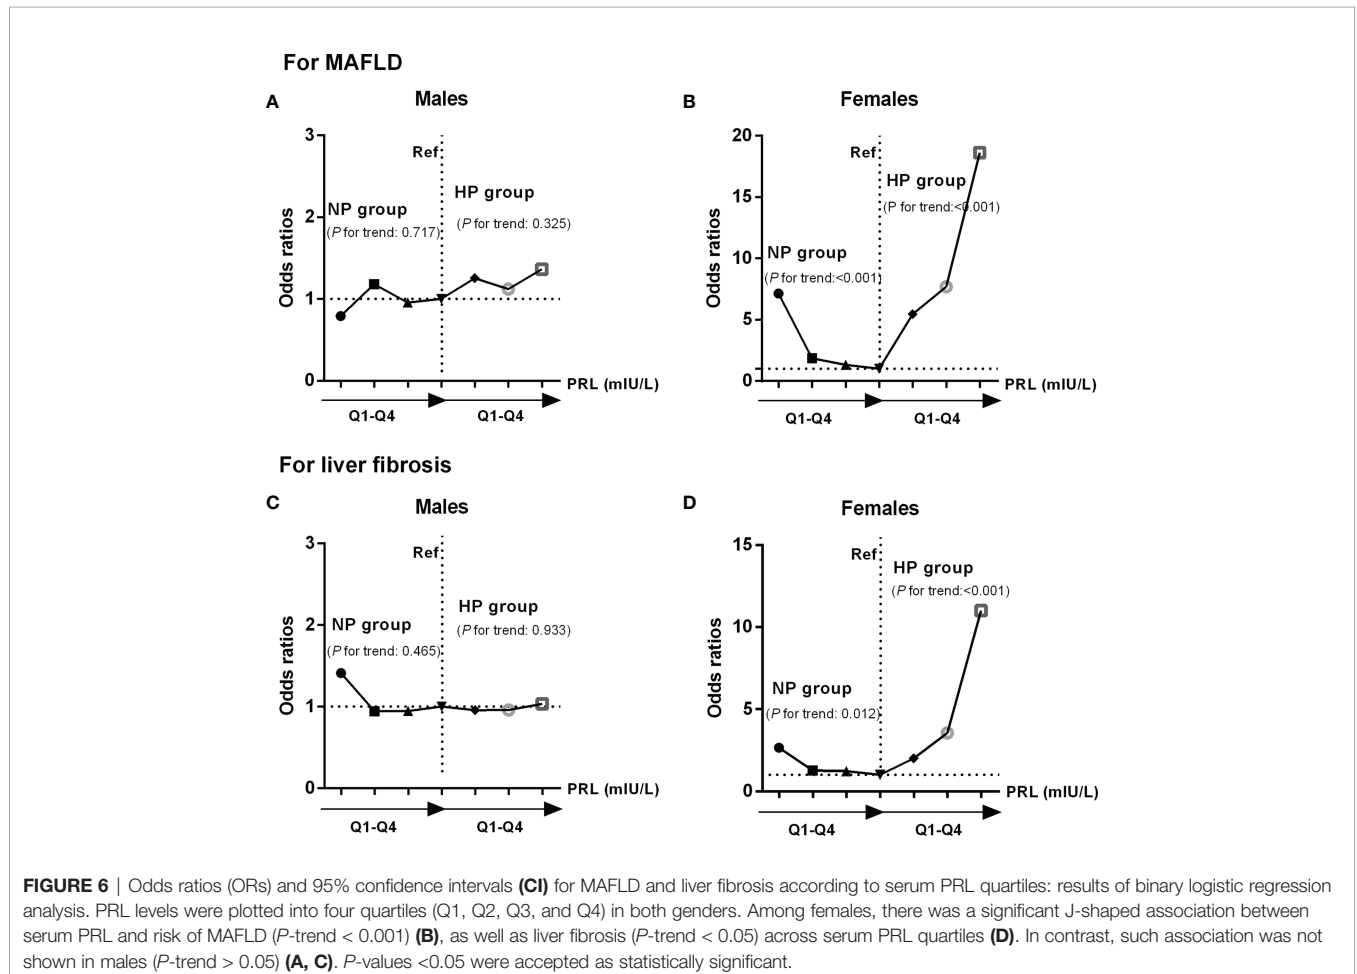 For MAFLD
A
Males
3
2
1
0
Odds ratios
Ref
NP group
(P for trend: 0.717)
HP group
(P for trend: 0.325)
PRL (mIU/L)
Q1-Q4
Q1-Q4
B
Females
20
15
10
5
0
Odds ratios
Ref
HP group
(P for trend:<0.001)
NP group
(P for trend:<0.001)
PRL (mIU/L)
Q1-Q4
Q1-Q4
For liver fibrosis
C
Males
3
2
1
0
Odds ratios
Ref
NP group
(P for trend: 0.465)
HP group
(P for trend: 0.933)
PRL (mIU/L)
Q1-Q4
Q1-Q4
D
Females
15
10
5
0
Odds ratios
Ref
HP group
(P for trend:<0.001)
NP group
(P for trend: 0.012)
PRL (mIU/L)
Q1-Q4
Q1-Q4
FIGURE 6 | Odds ratios (ORs) and 95% confidence intervals (CI) for MAFLD and liver fibrosis according to serum PRL quartiles: results of binary logistic regression
analysis. PRL levels were plotted into four quartiles (Q1, Q2, Q3, and Q4) in both genders. Among females, there was a significant J-shaped association between
serum PRL and risk of MAFLD (P-trend < 0.001) (B), as well as liver fibrosis (P-trend < 0.05) across serum PRL quartiles (D). In contrast, such association was not
shown in males (P-trend > 0.05) (A, C). P-values <0.05 were accepted as statistically significant.